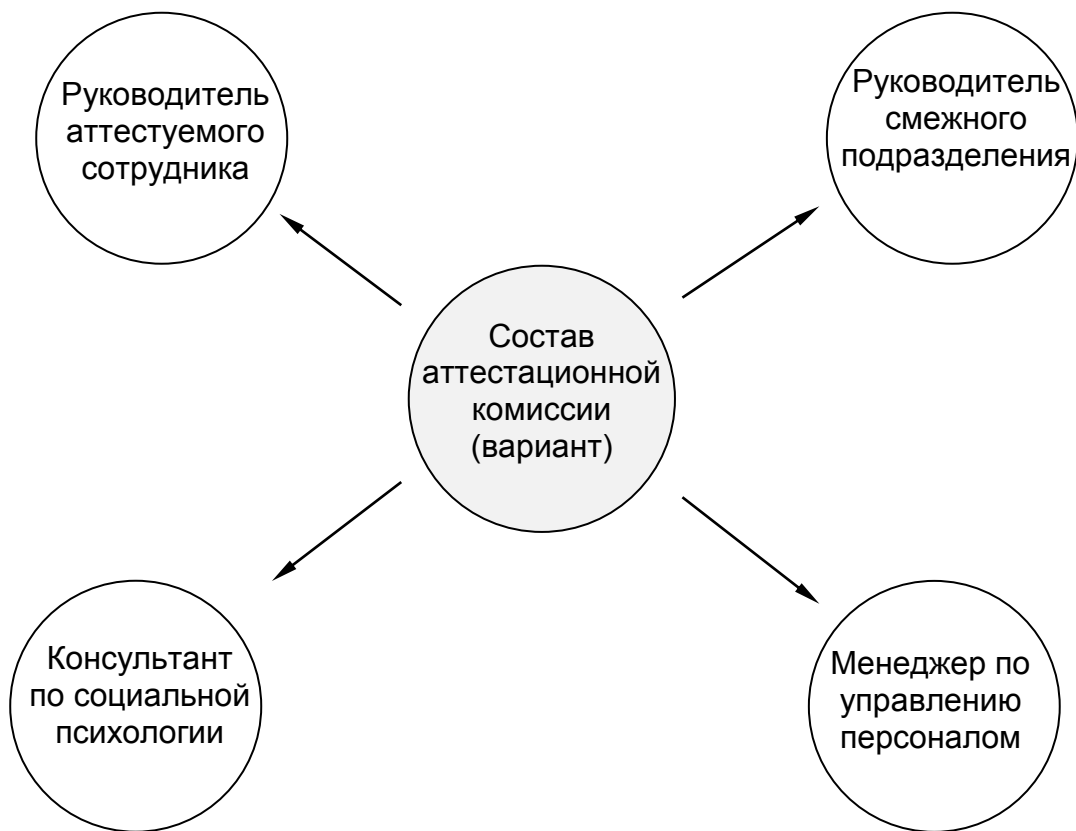 Руководитель
аттестуемого
сотрудника
Руководитель
смежного
подразделения
Состав
аттестационной
комиссии
(вариант)
Консультант
по социальной
психологии
Менеджер по
управлению
персоналом